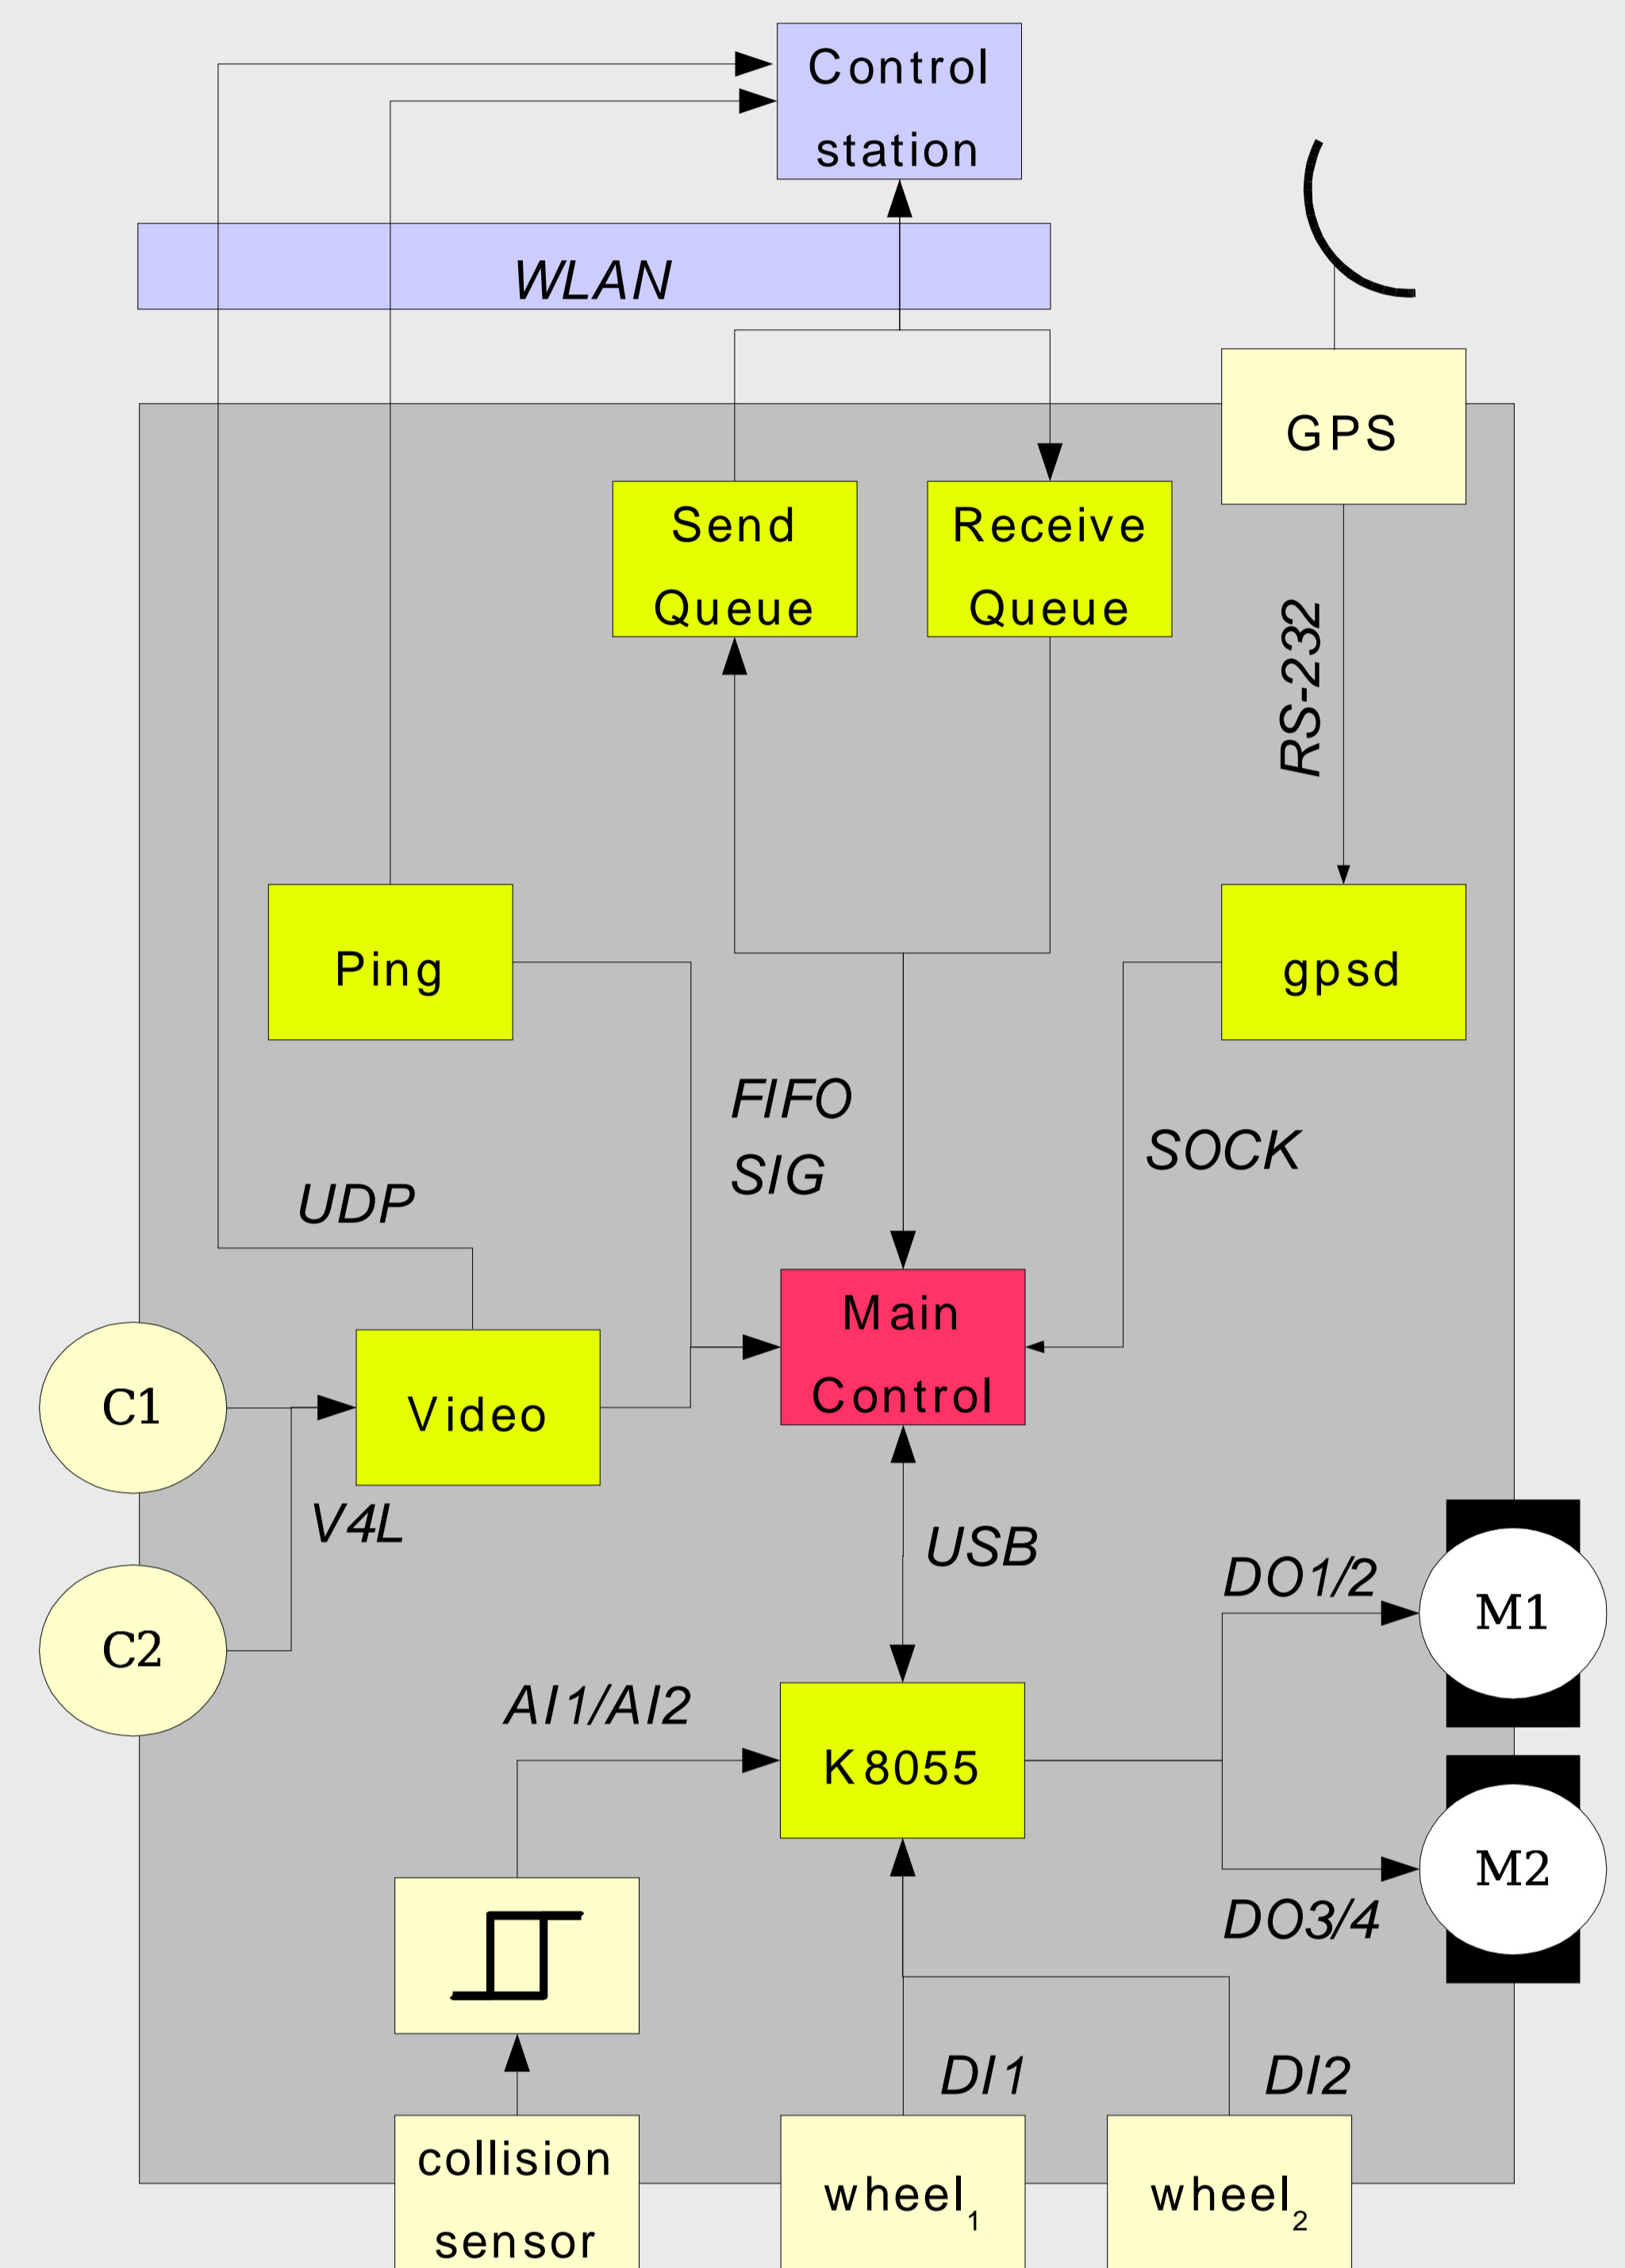 Control
station
WLAN
GPS
Send
Queue
Receive
Queue
RS-232
Ping
gpsd
FIFO
SIG
SOCK
UDP
Main
Control
C1
Video
V4L
USB
C2
DO1/2
M1
AI1/AI2
K8055
M2
DO3/4
DI1
DI2
collision
sensor
wheel1
wheel2